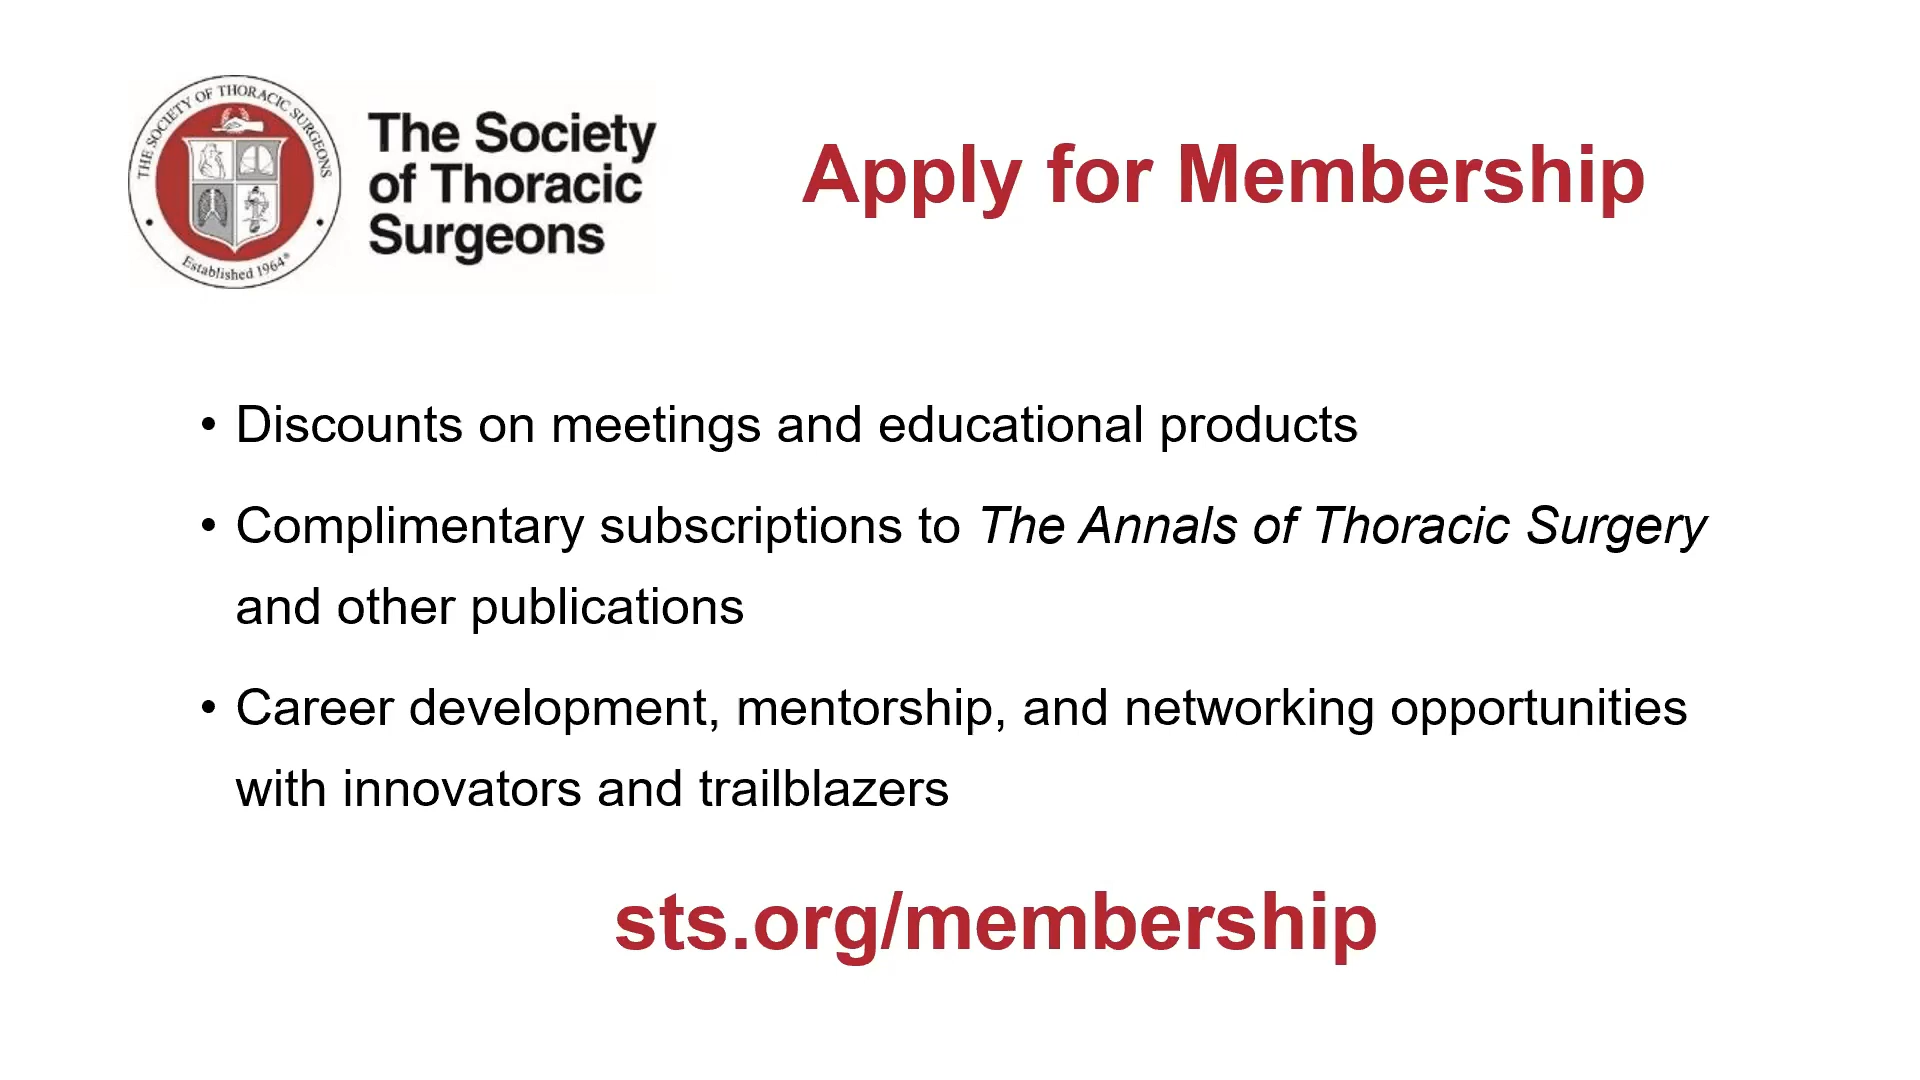 THE SOCIETY OF THORACIC SURGEONS
Established 1964®
The Society
of Thoracic
Surgeons
Apply for Membership
• Discounts on meetings and educational products
• Complimentary subscriptions to The Annals of Thoracic Surgery
and other publications
• Career development, mentorship, and networking opportunities
with innovators and trailblazers
sts.org/membership